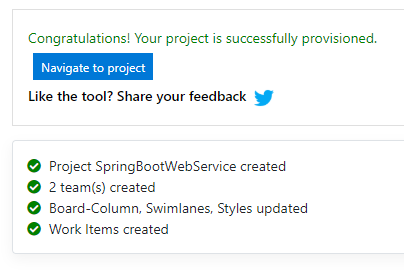 Congratulations! Your project is successfully provisioned.
Navigate to project
Like the tool? Share your feedback
Project SpringBootWebService created
2 team(s) created
Board-Column, Swimlanes, Styles updated
Work Items created